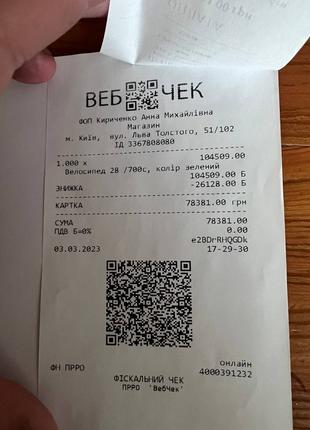 ВЕБ ЧЕК
ФОП Кириченко Анна Михайлівна
Магазин
м. Київ, вул. Льва Толстого, 51/102
ІД 3367808080
1.000 x 104509.00
Велосипед 28 /700с, колір зелений
104509.00 Б
ЗНИЖКА -26128.00 Б
КАРТКА 78381.00 грн
СУМА 78381.00
ПДВ Б=0% 0.00
e2BDrRHQGDk
03.03.2023 17-29-30
онлайн
ФН ПРРО 4000391232
ФІСКАЛЬНИЙ ЧЕК
ПРРО 'ВебЧек'